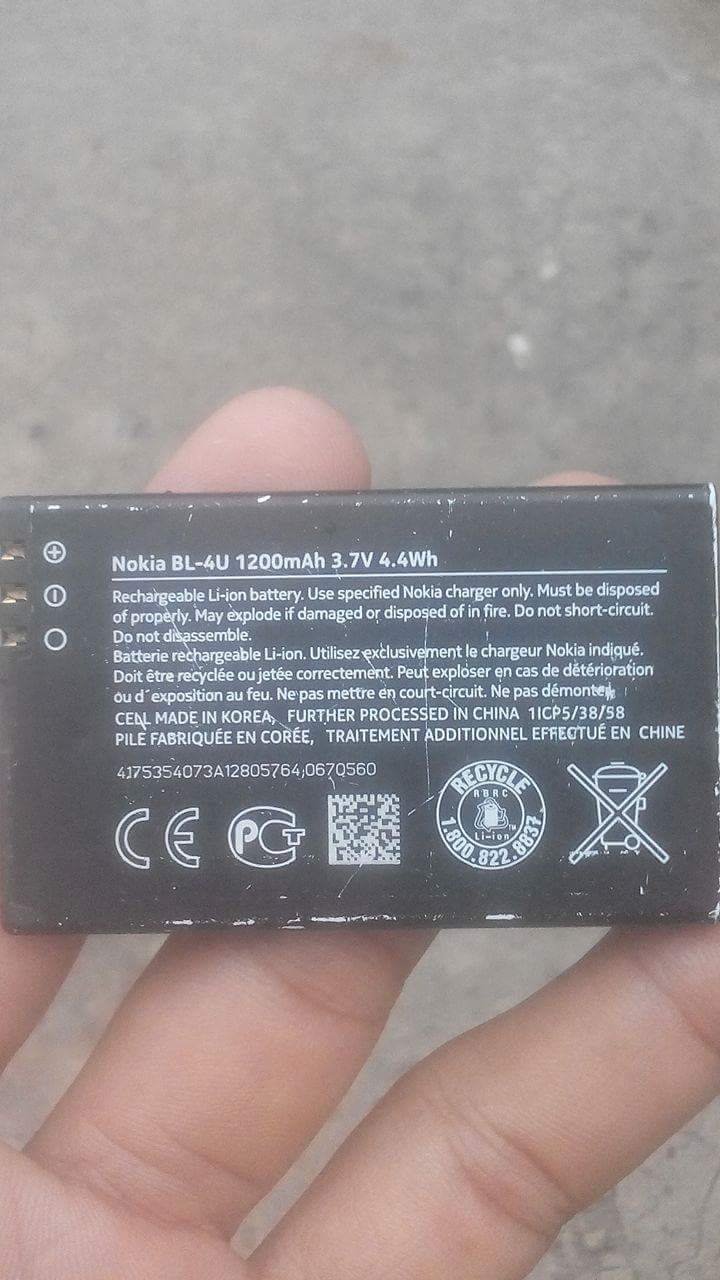 Nokia BL-4U 1200mAh 3.7V 4.4Wh
Rechargeable Li-ion battery. Use specified Nokia charger only. Must be disposed
of properly. May explode if damaged or disposed of in fire. Do not short-circuit.
Do not disassemble.
Batterie rechargeable Li-ion. Utilisez exclusivement le chargeur Nokia indiqué.
Doit être recyclée ou jetée correctement. Peut exploser en cas de détérioration
ou d´exposition au feu. Ne pas mettre en court-circuit. Ne pas démonter.
CELL MADE IN KOREA, FURTHER PROCESSED IN CHINA 1ICP5/38/58
PILE FABRIQUÉE EN CORÉE, TRAITEMENT ADDITIONNEL EFFECTUÉ EN CHINE
4175354073A12805764;0670560
CE PCT
RECYCLE
RBRC
Li-ion
TM
1.800.822.8837